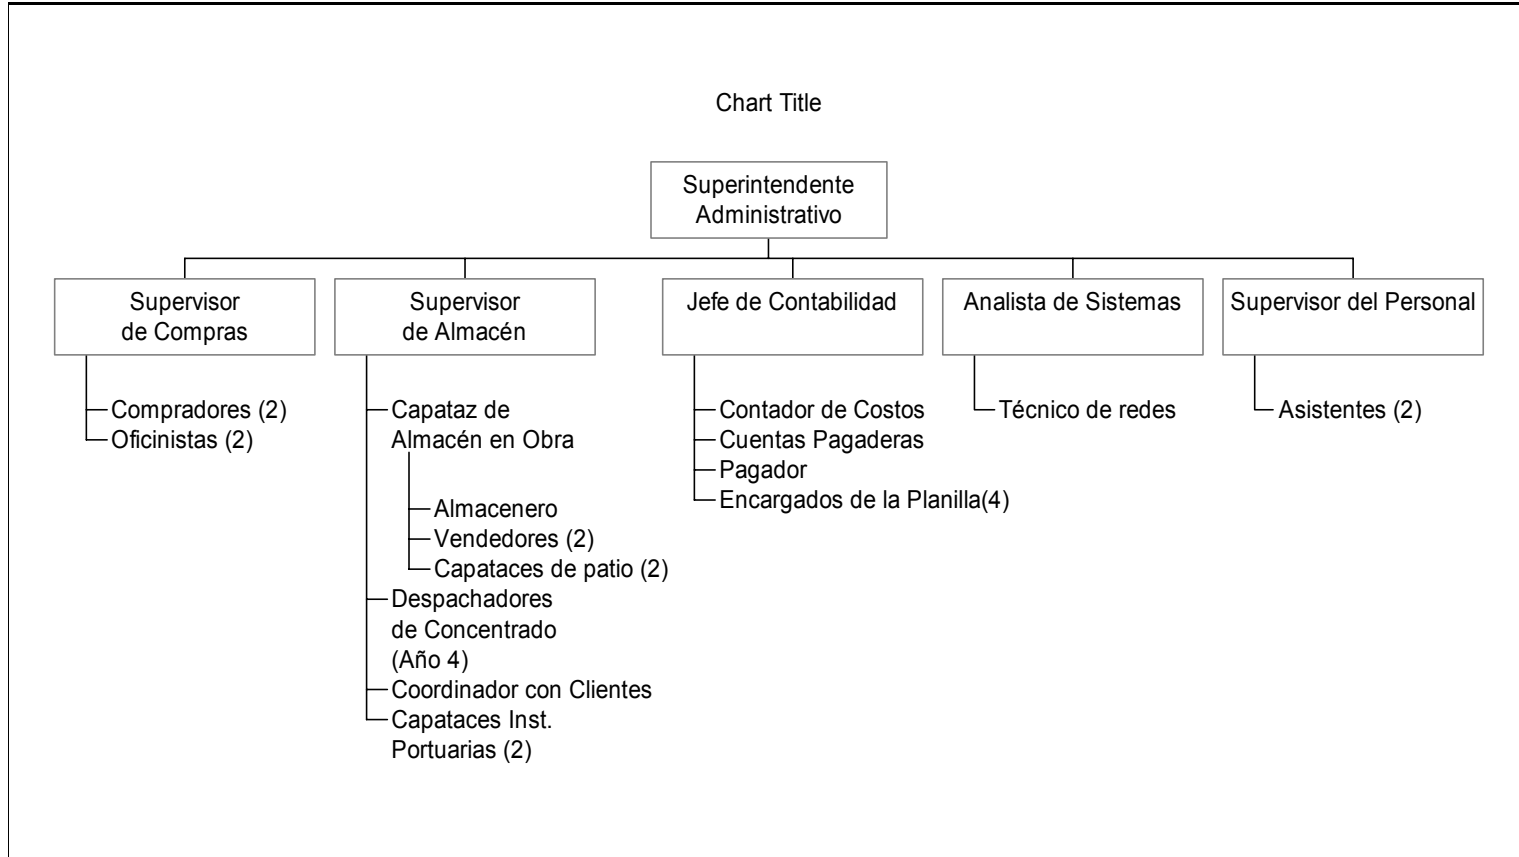 Chart Title
Superintendente
Administrativo
Supervisor
de Compras
Compradores (2)
Oficinistas (2)
Supervisor
de Almacén
Capataz de
Almacén en Obra
Almacenero
Vendedores (2)
Capataces de patio (2)
Despachadores
de Concentrado
(Año 4)
Coordinador con Clientes
Capataces Inst.
Portuarias (2)
Jefe de Contabilidad
Contador de Costos
Cuentas Pagaderas
Pagador
Encargados de la Planilla(4)
Analista de Sistemas
Técnico de redes
Supervisor del Personal
Asistentes (2)